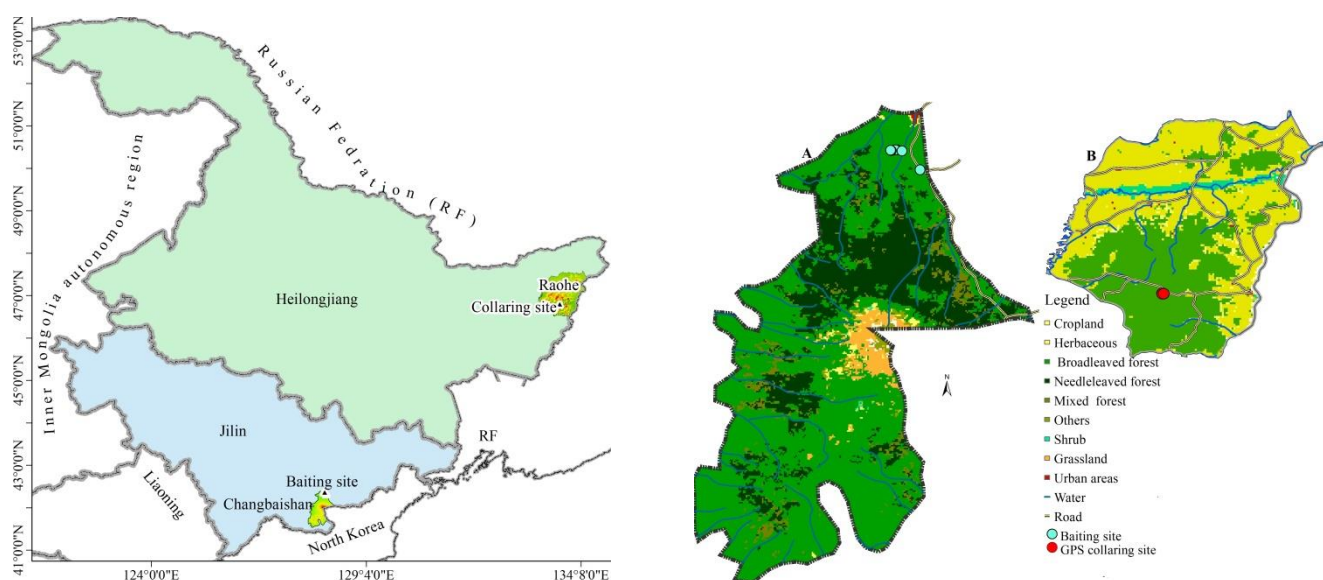 53°0'0"N
51°0'0"N
49°0'0"N
47°0'0"N
45°0'0"N
43°0'0"N
41°0'0"N
124°0'0"E
129°4'0"E
134°8'0"E
Inner Mongolia autonomous region
Russian Fedration (RF)
Heilongjiang
Raohe
Collaring site
Jilin
RF
Baiting site
Changbaishan
Liaoning
North Korea
A
N
B
Legend
Cropland
Herbaceous
Broadleaved forest
Needleleaved forest
Mixed forest
Others
Shrub
Grassland
Urban areas
Water
Road
Baiting site
GPS collaring site